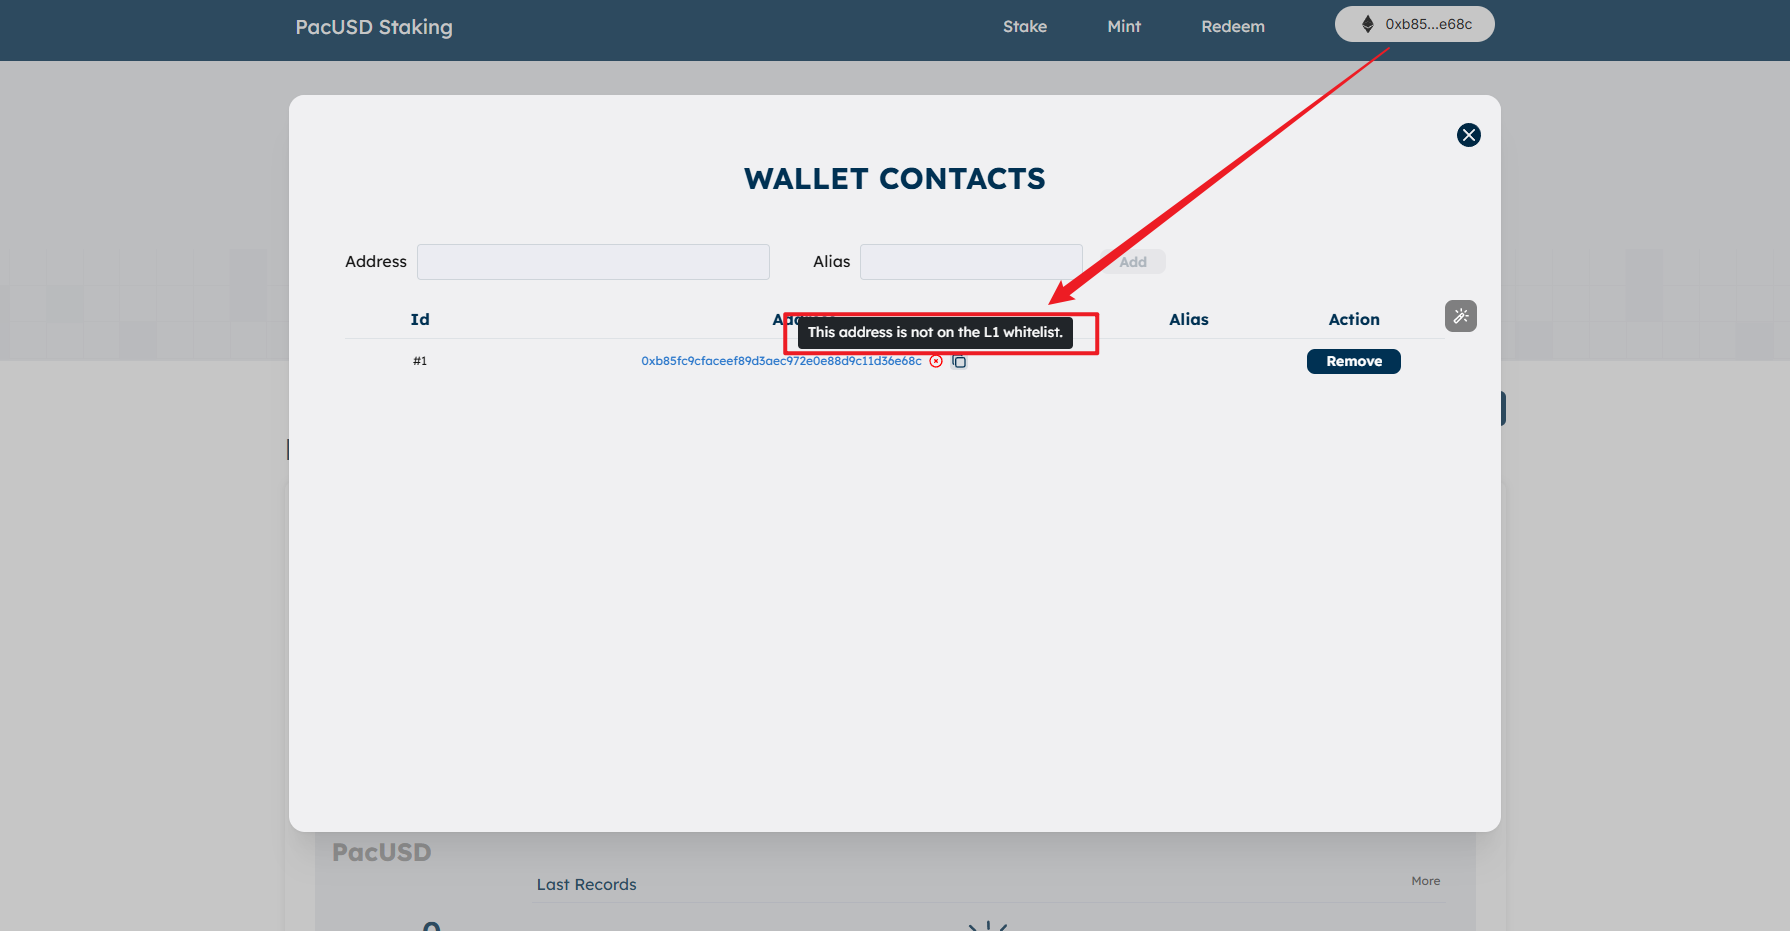 PacUSD Staking
Stake
Mint
Redeem
0xb85...e68c
WALLET CONTACTS
Address
Alias
Add
Id
Alias
Action
This address is not on the L1 whitelist.
#1
0xb85fc9cfaceef89d3aec972e0e88d9c11d36e68c
Remove
PacUSD
Last Records
More
0